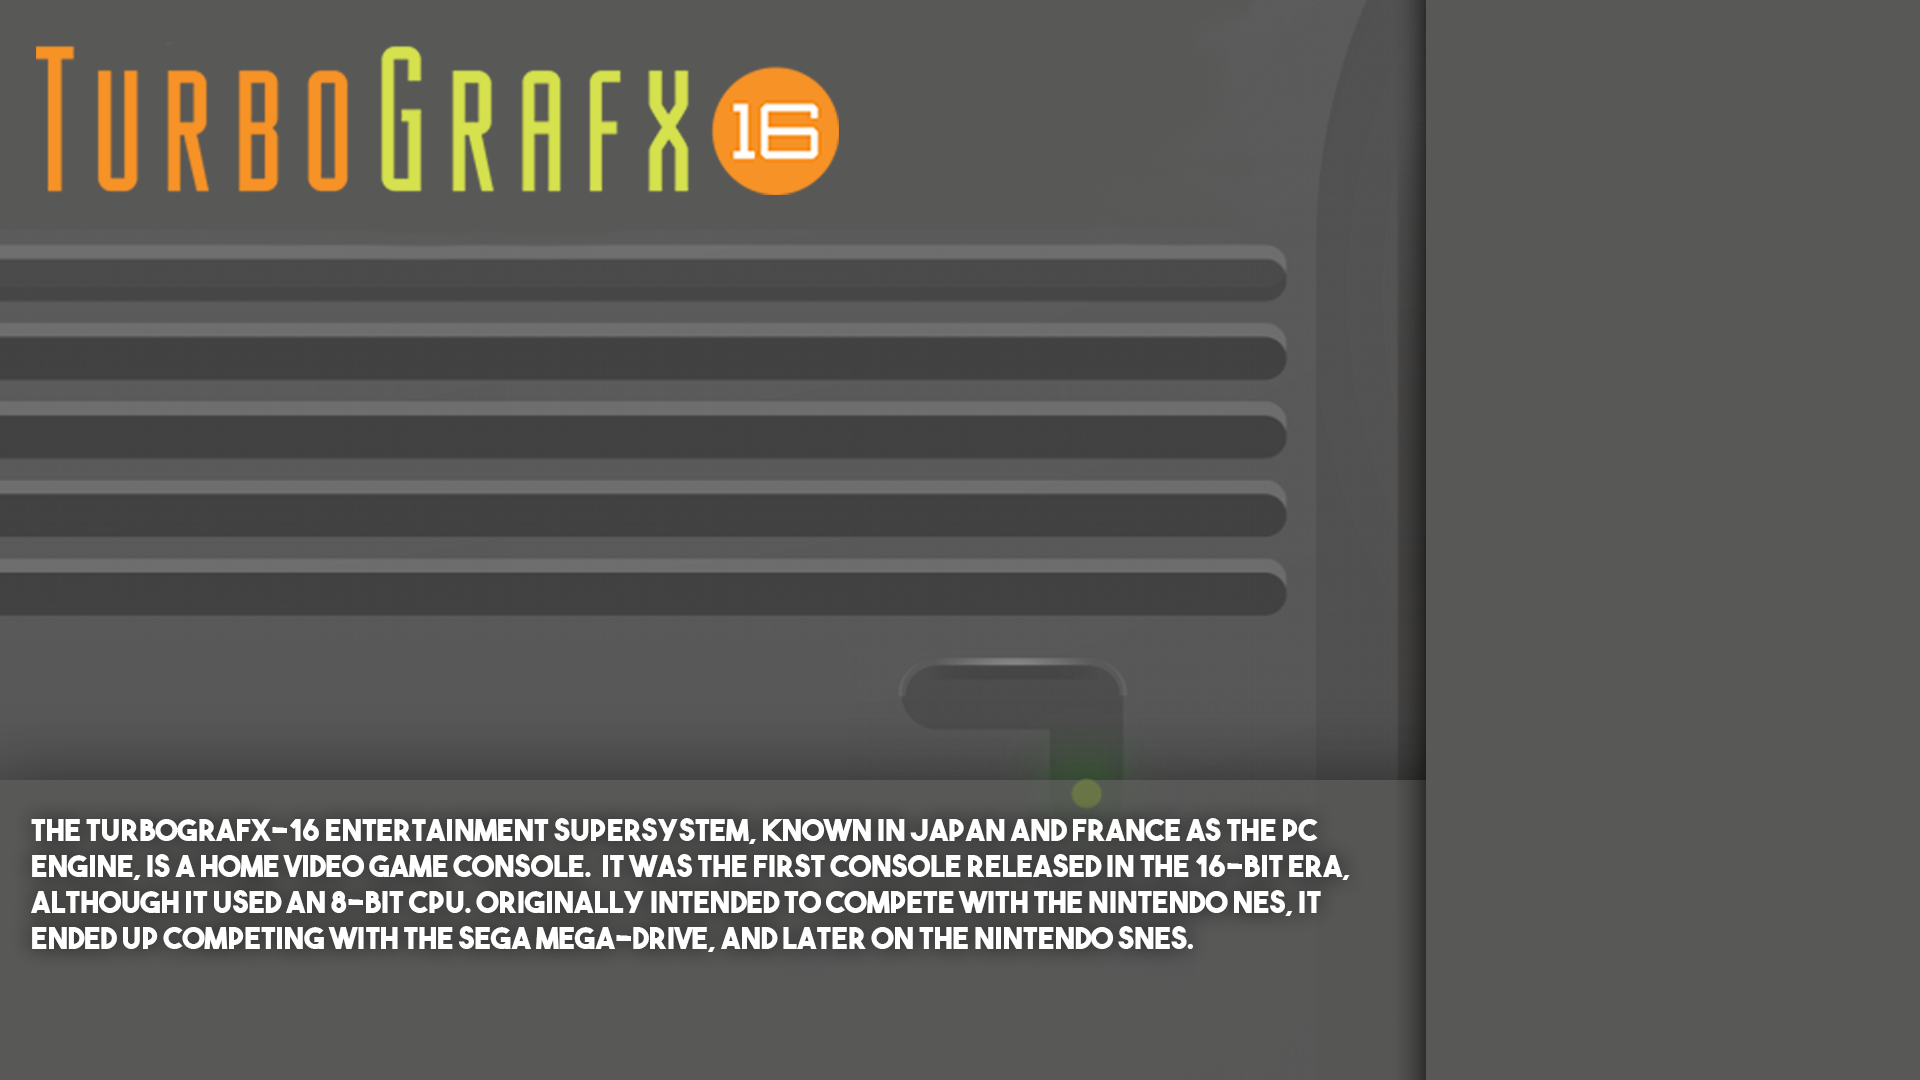 TURBOGRAFX 16
THE TURBOGRAFX-16 ENTERTAINMENT SUPERSYSTEM, KNOWN IN JAPAN AND FRANCE AS THE PC
ENGINE, IS A HOME VIDEO GAME CONSOLE. IT WAS THE FIRST CONSOLE RELEASED IN THE 16-BIT ERA,
ALTHOUGH IT USED AN 8-BIT CPU. ORIGINALLY INTENDED TO COMPETE WITH THE NINTENDO NES, IT
ENDED UP COMPETING WITH THE SEGA MEGA-DRIVE, AND LATER ON THE NINTENDO SNES.